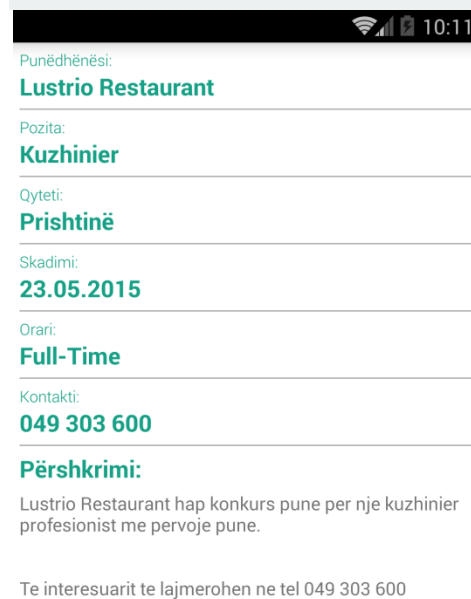 10:11
Punëdhënësi:
Lustrio Restaurant
Pozita:
Kuzhinier
Qyteti:
Prishtinë
Skadimi:
23.05.2015
Orari:
Full-Time
Kontakti:
049 303 600
Përshkrimi:
Lustrio Restaurant hap konkurs pune per nje kuzhinier
profesionist me pervoje pune.
Te interesuarit te lajmerohen ne tel 049 303 600